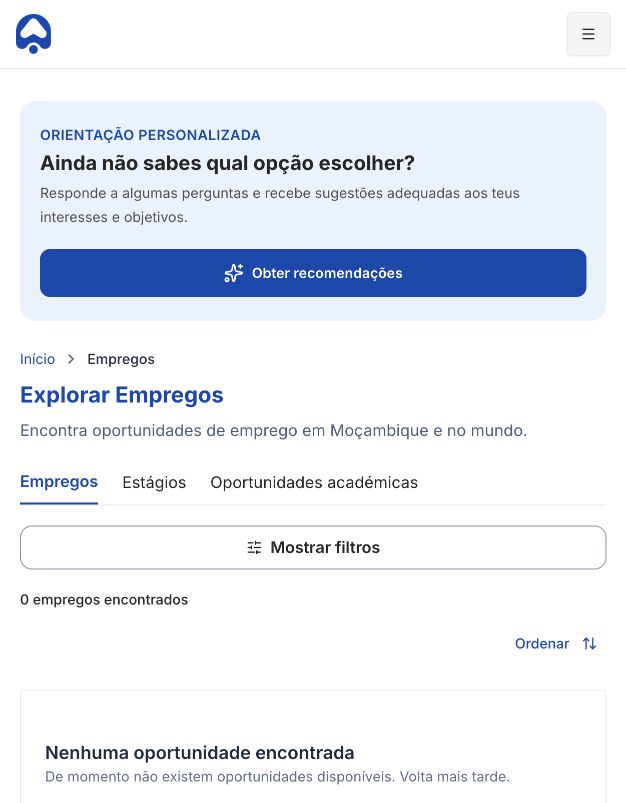 ORIENTAÇÃO PERSONALIZADA
Ainda não sabes qual opção escolher?
Responde a algumas perguntas e recebe sugestões adequadas aos teus
interesses e objetivos.
Obter recomendações
Início > Empregos
Explorar Empregos
Encontra oportunidades de emprego em Moçambique e no mundo.
Empregos Estágios Oportunidades académicas
Mostrar filtros
0 empregos encontrados
Ordenar
Nenhuma oportunidade encontrada
De momento não existem oportunidades disponíveis. Volta mais tarde.